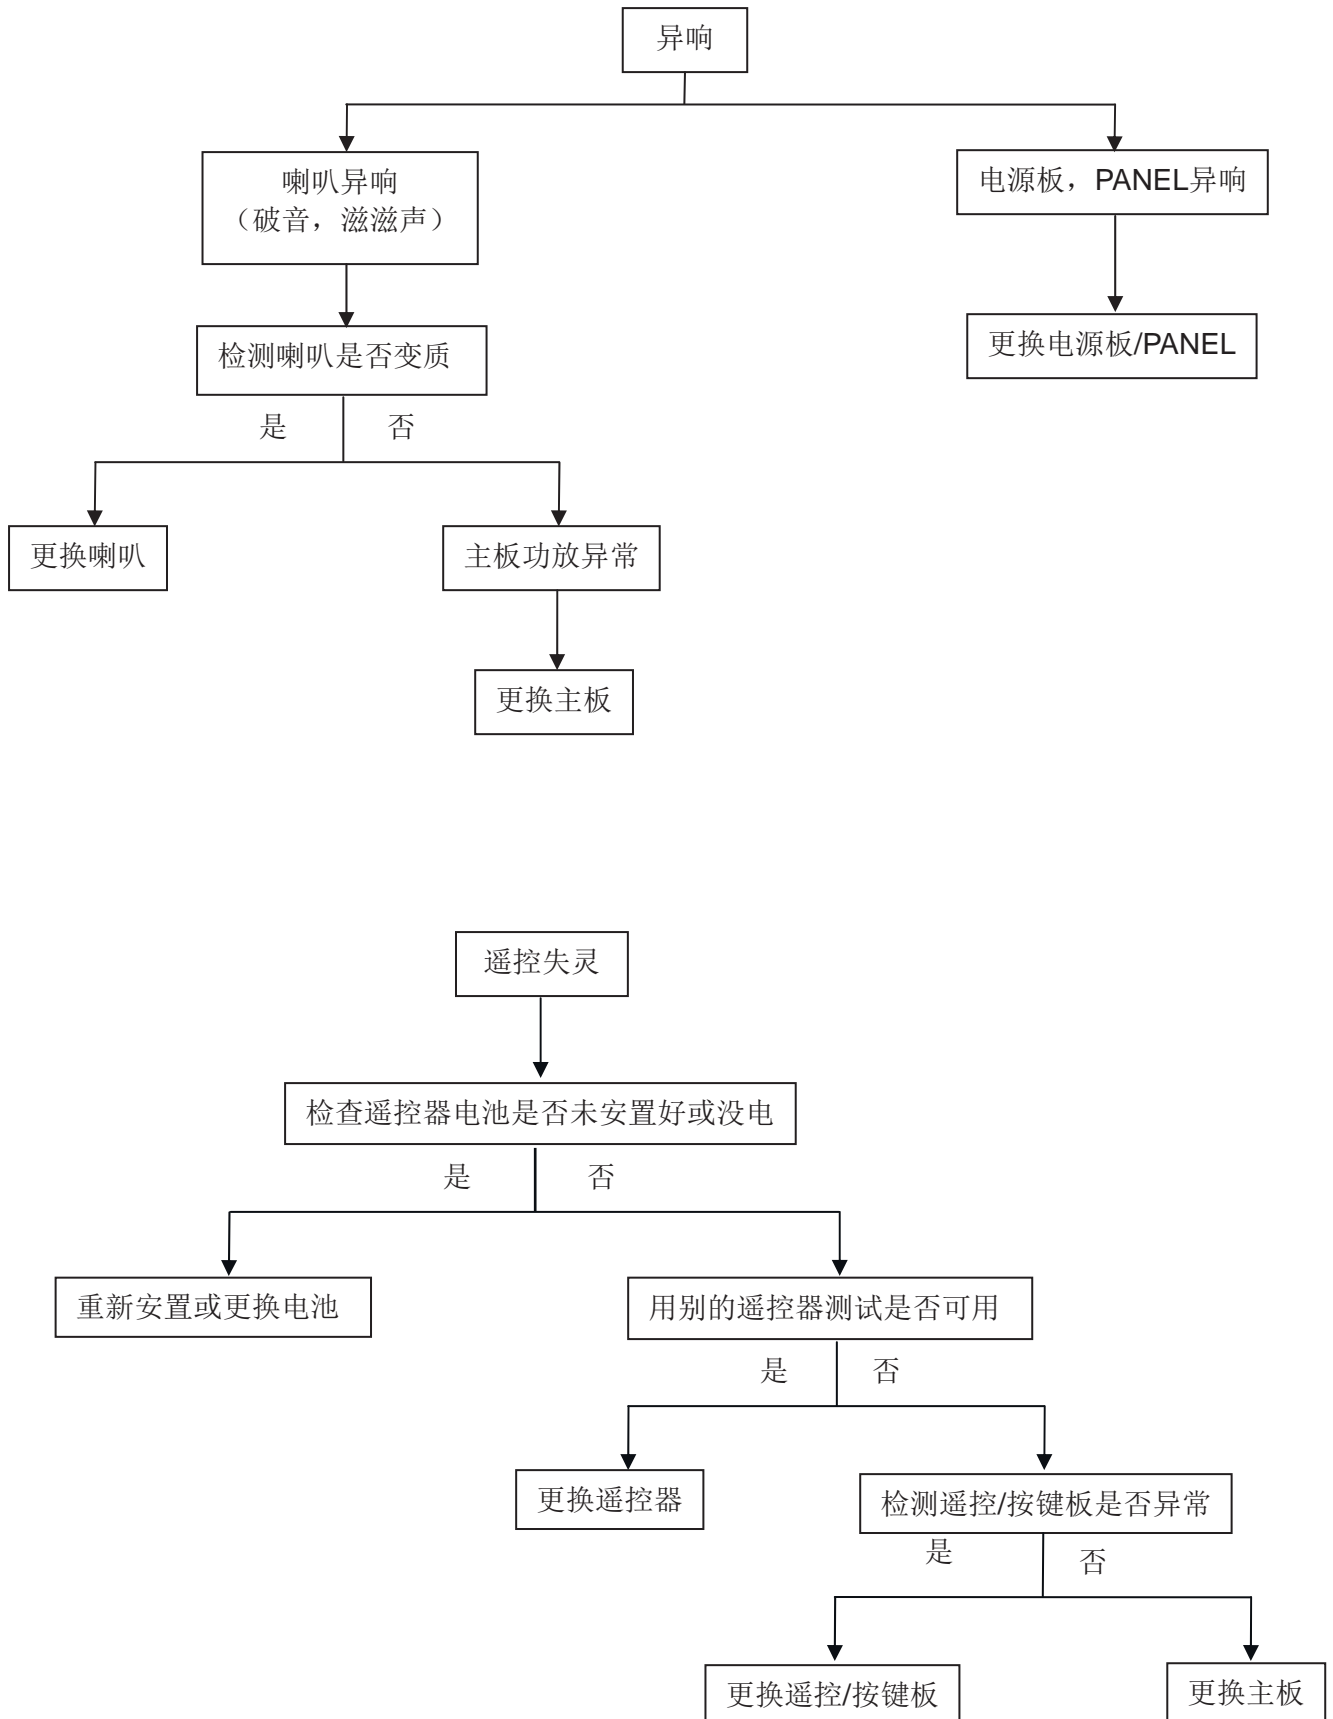 异响
喇叭异响
（破音，滋滋声）
电源板，PANEL异响
检测喇叭是否变质
更换电源板/PANEL
是
否
更换喇叭
主板功放异常
更换主板
遥控失灵
检查遥控器电池是否未安置好或没电
是
否
重新安置或更换电池
用别的遥控器测试是否可用
是
否
更换遥控器
检测遥控/按键板是否异常
是
否
更换遥控/按键板
更换主板